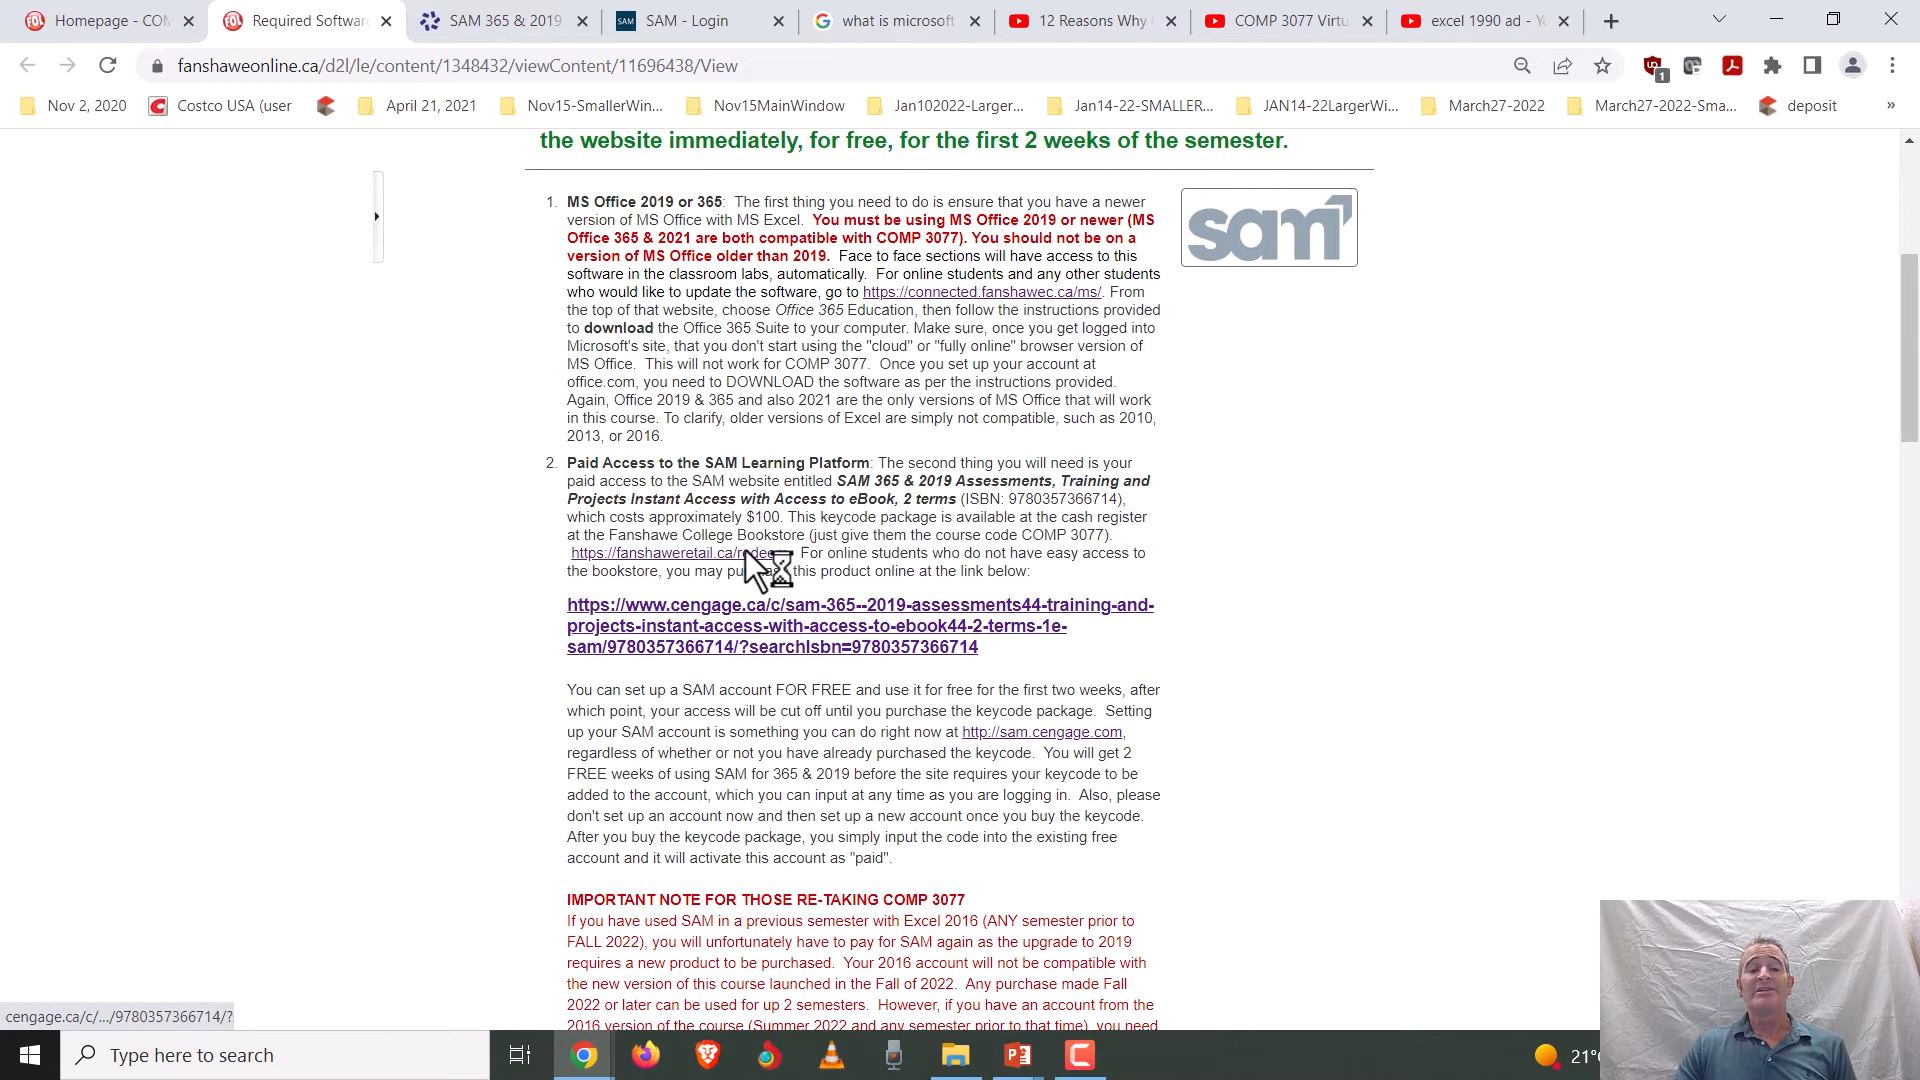 Homepage - COM
Required Softwar
SAM 365 & 2019
SAM
SAM - Login
what is microsoft
12 Reasons Why
COMP 3077 Virtu
excel 1990 ad - Yo
fanshaweonline.ca/d2l/le/content/1348432/viewContent/11696438/View
1
Nov 2, 2020
Costco USA (user
April 21, 2021
Nov15-SmallerWin...
Nov15MainWindow
Jan102022-Larger...
Jan14-22-SMALLER...
JAN14-22LargerWi...
March27-2022
March27-2022-Sma...
deposit
»
the website immediately, for free, for the first 2 weeks of the semester.
1. MS Office 2019 or 365: The first thing you need to do is ensure that you have a newer
version of MS Office with MS Excel. You must be using MS Office 2019 or newer (MS
Office 365 & 2021 are both compatible with COMP 3077). You should not be on a
version of MS Office older than 2019. Face to face sections will have access to this
software in the classroom labs, automatically. For online students and any other students
who would like to update the software, go to https://connected.fanshawec.ca/ms/. From
the top of that website, choose Office 365 Education, then follow the instructions provided
to download the Office 365 Suite to your computer. Make sure, once you get logged into
Microsoft's site, that you don't start using the "cloud" or "fully online" browser version of
MS Office. This will not work for COMP 3077. Once you set up your account at
office.com, you need to DOWNLOAD the software as per the instructions provided.
Again, Office 2019 & 365 and also 2021 are the only versions of MS Office that will work
in this course. To clarify, older versions of Excel are simply not compatible, such as 2010,
2013, or 2016.
sam
2. Paid Access to the SAM Learning Platform: The second thing you will need is your
paid access to the SAM website entitled SAM 365 & 2019 Assessments, Training and
Projects Instant Access with Access to eBook, 2 terms (ISBN: 9780357366714),
which costs approximately $100. This keycode package is available at the cash register
at the Fanshawe College Bookstore (just give them the course code COMP 3077).
https://fanshaweretail.ca/ For online students who do not have easy access to
the bookstore, you may this product online at the link below:
https://www.cengage.ca/c/sam-365--2019-assessments44-training-and-
projects-instant-access-with-access-to-ebook44-2-terms-1e-
sam/9780357366714/?searchIsbn=9780357366714
You can set up a SAM account FOR FREE and use it for free for the first two weeks, after
which point, your access will be cut off until you purchase the keycode package. Setting
up your SAM account is something you can do right now at http://sam.cengage.com,
regardless of whether or not you have already purchased the keycode. You will get 2
FREE weeks of using SAM for 365 & 2019 before the site requires your keycode to be
added to the account, which you can input at any time as you are logging in. Also, please
don't set up an account now and then set up a new account once you buy the keycode.
After you buy the keycode package, you simply input the code into the existing free
account and it will activate this account as "paid".
IMPORTANT NOTE FOR THOSE RE-TAKING COMP 3077
If you have used SAM in a previous semester with Excel 2016 (ANY semester prior to
FALL 2022), you will unfortunately have to pay for SAM again as the upgrade to 2019
requires a new product to be purchased. Your 2016 account will not be compatible with
the new version of this course launched in the Fall of 2022. Any purchase made Fall
2022 or later can be used for up 2 semesters. However, if you have an account from the
2016 version of the course (Summer 2022 and any semester prior to that time), you need
cengage.ca/c/.../9780357366714/?
Type here to search
21°